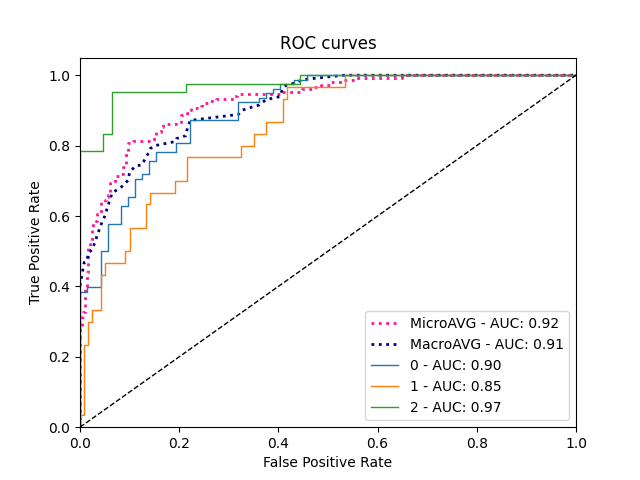 ROC curves
True Positive Rate
1.0
0.8
0.6
0.4
0.2
0.0
0.0 0.2 0.4 0.6 0.8 1.0
False Positive Rate
MicroAVG - AUC: 0.92
MacroAVG - AUC: 0.91
0 - AUC: 0.90
1 - AUC: 0.85
2 - AUC: 0.97